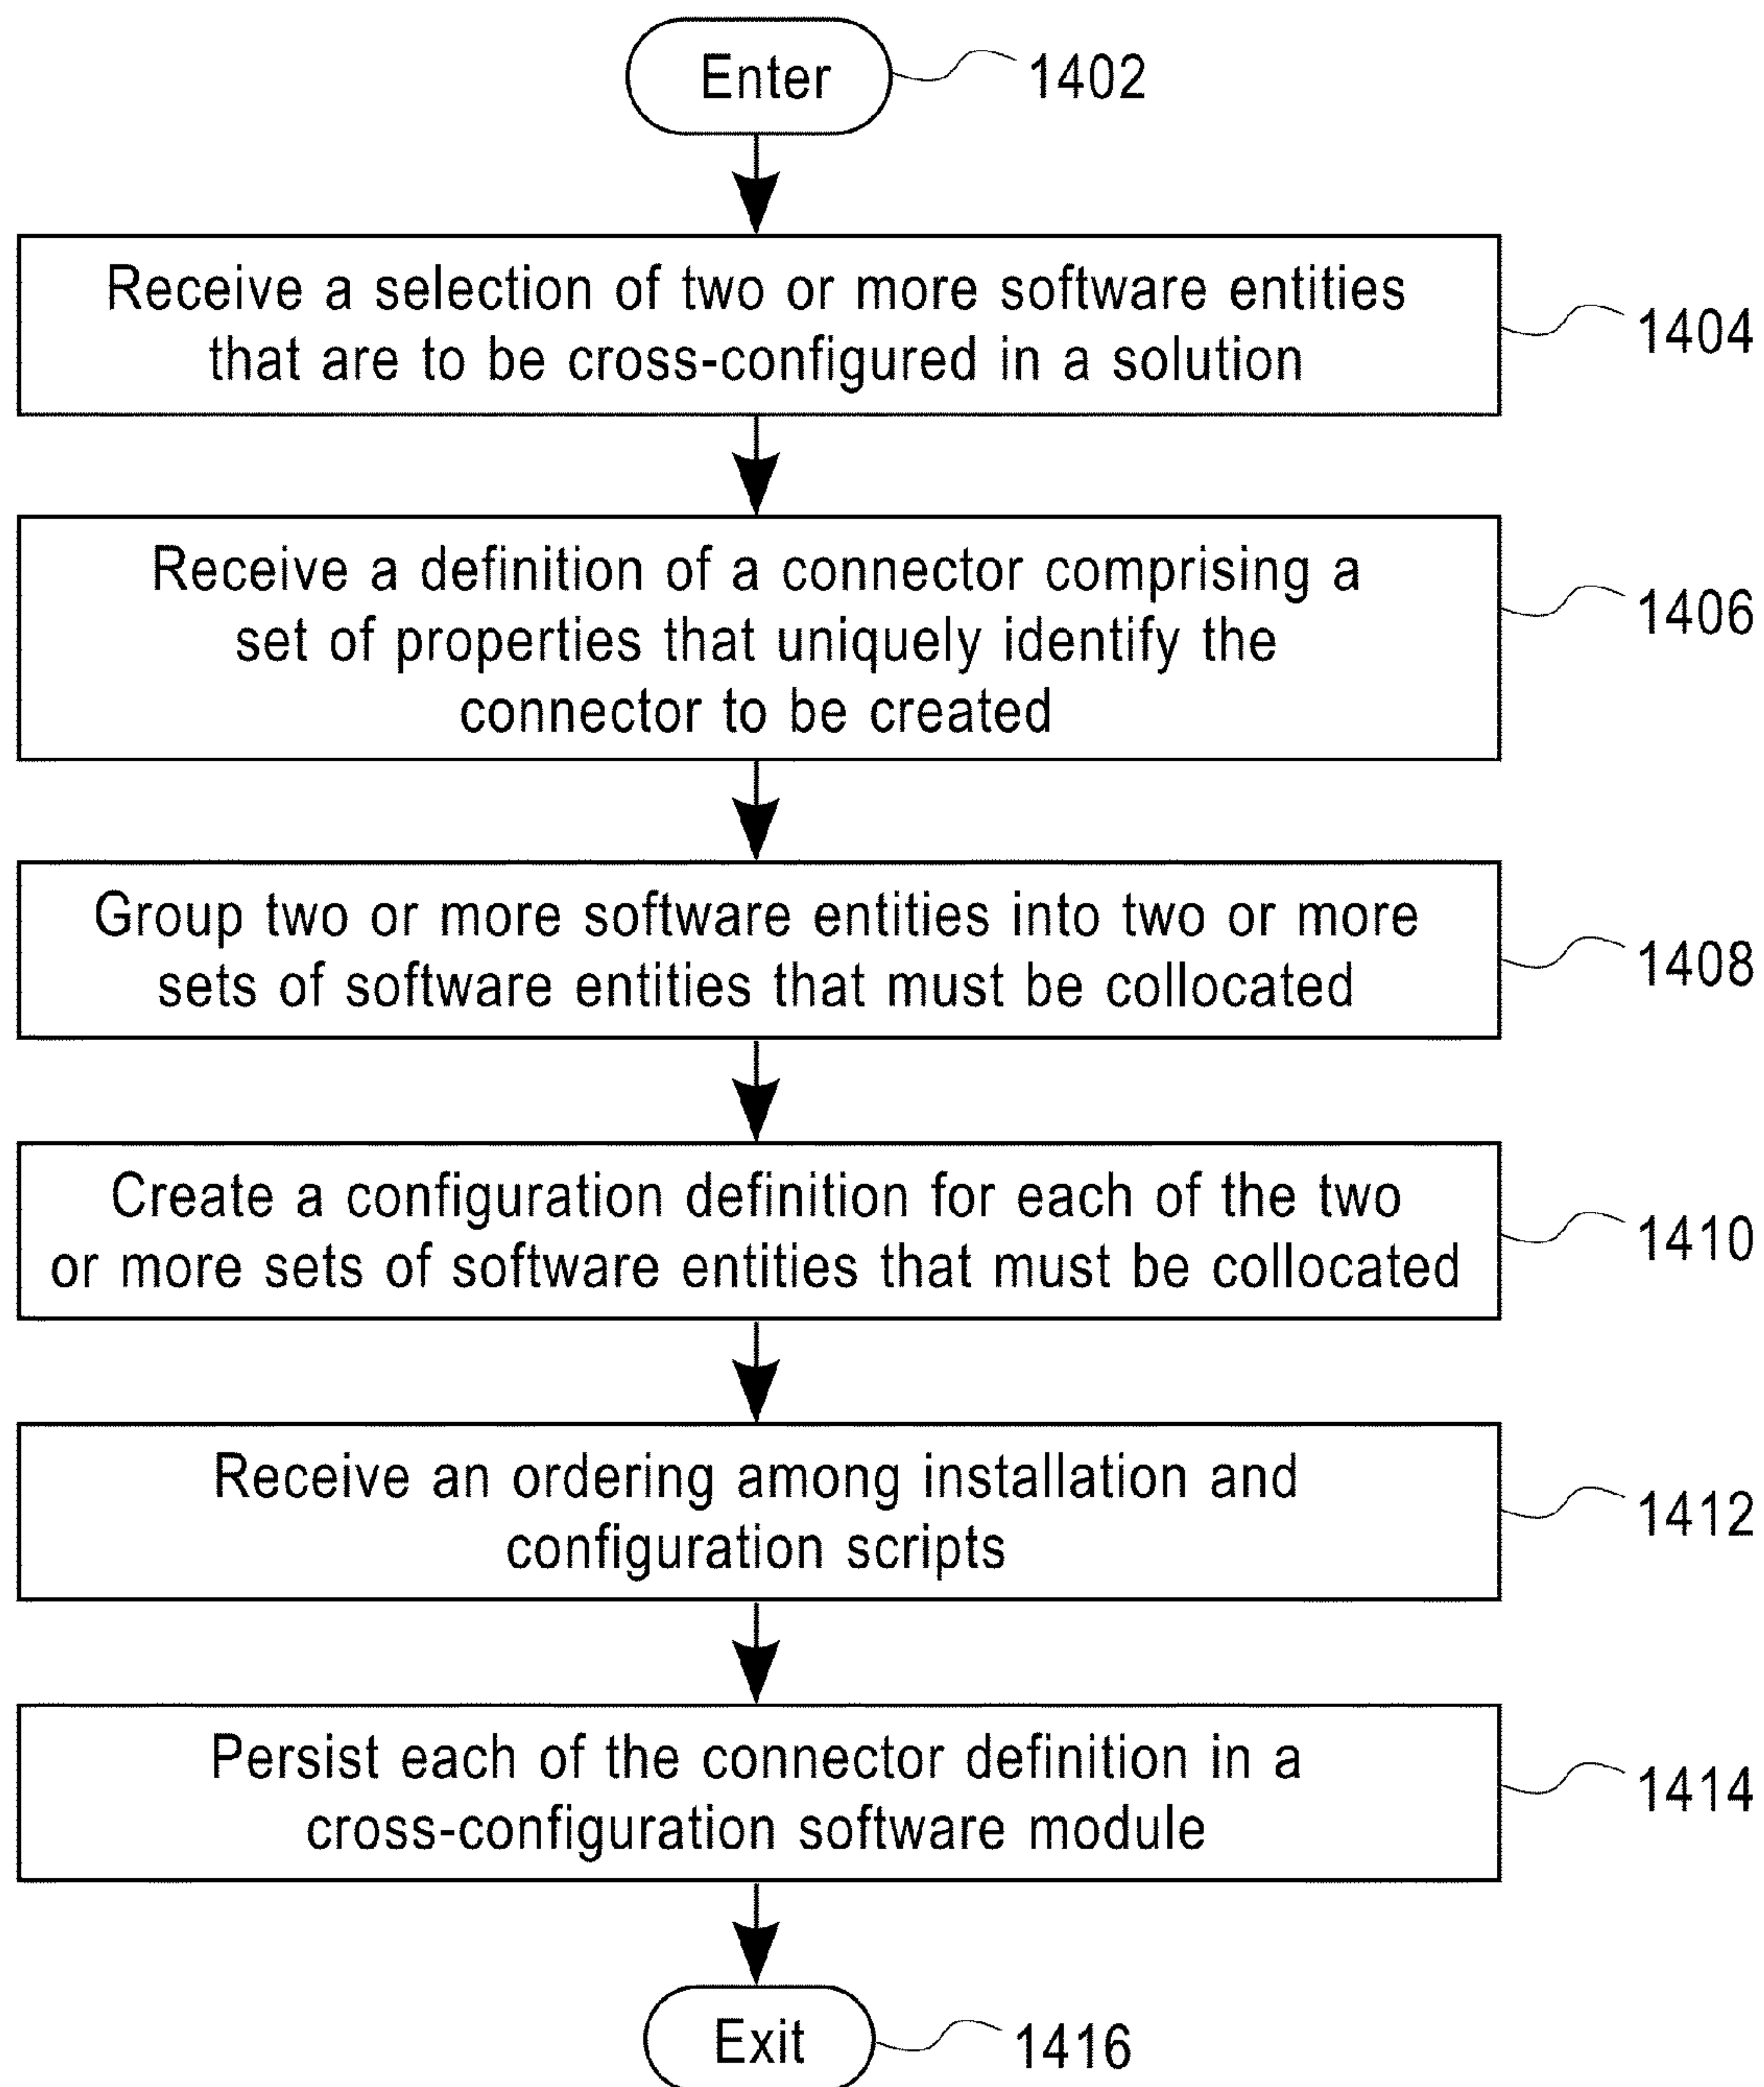 Enter
1402
Receive a selection of two or more software entities
that are to be cross-configured in a solution
1404
Receive a definition of a connector comprising a
set of properties that uniquely identify the
connector to be created
1406
Group two or more software entities into two or more
sets of software entities that must be collocated
1408
Create a configuration definition for each of the two
or more sets of software entities that must be collocated
1410
Receive an ordering among installation and
configuration scripts
1412
Persist each of the connector definition in a
cross-configuration software module
1414
Exit
1416